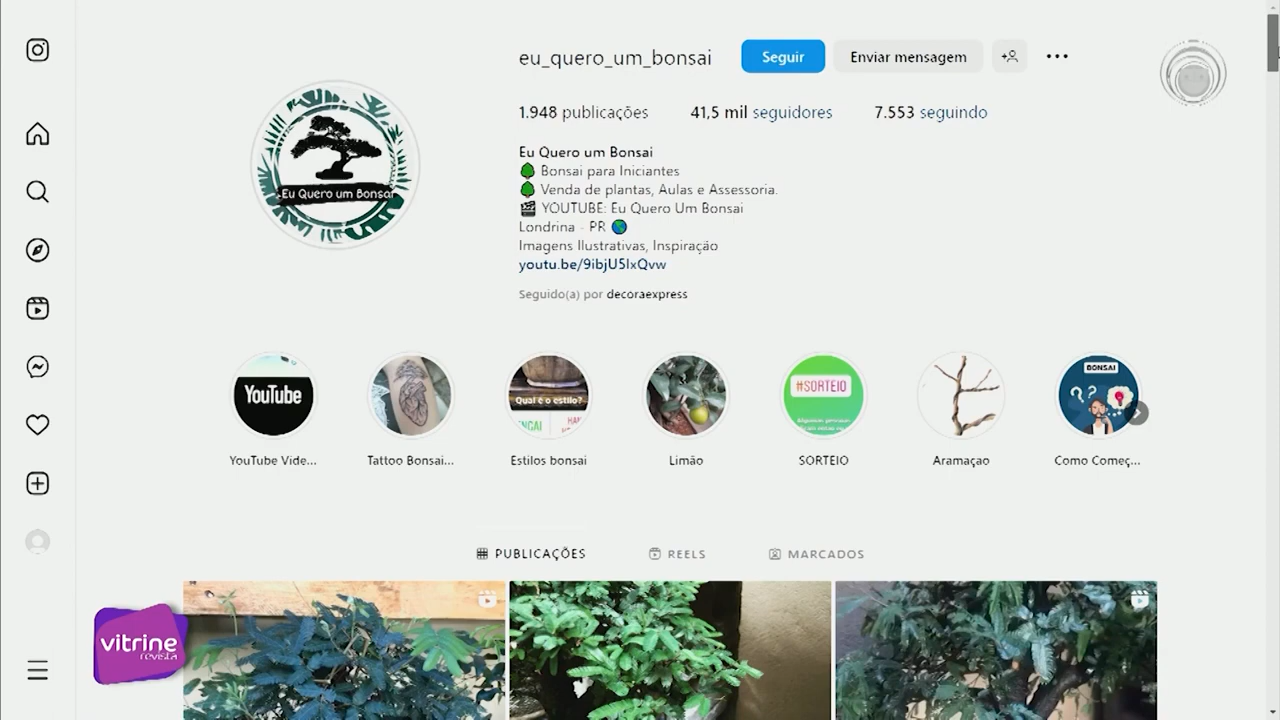 eu_quero_um_bonsai
Seguir
Enviar mensagem
1.948 publicações
41,5 mil seguidores
7.553 seguindo
Eu Quero um Bonsai
Bonsai para Iniciantes
Venda de plantas, Aulas e Assessoria.
YOUTUBE: Eu Quero Um Bonsai
Londrina - PR
Imagens Ilustrativas, Inspiração
youtu.be/9ibjU5IxQvw
Seguido(a) por decoraexpress
Eu Quero um Bonsai
YouTube
Qual é o estilo?
#SORTEIO
BONSAI
YouTube Vide...
Tattoo Bonsai...
Estilos bonsai
Limão
SORTEIO
Aramaçao
Como Começ...
PUBLICAÇÕES
REELS
MARCADOS
vitrine
revista